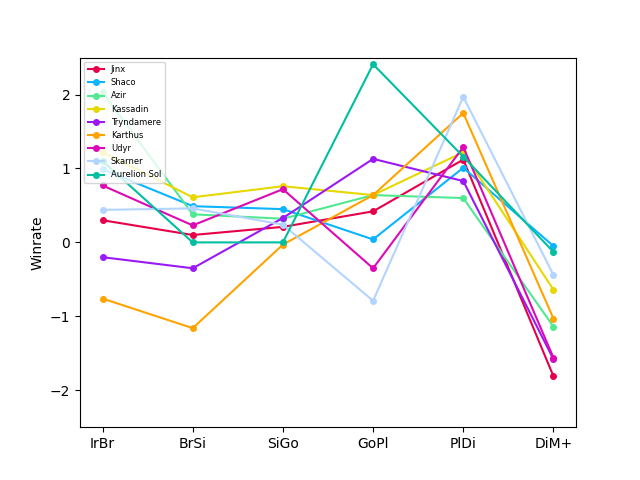 Jinx
Shaco
Azir
Kassadin
Tryndamere
Karthus
Udyr
Skarner
Aurelion Sol
Winrate
2
1
0
−1
−2
IrBr BrSi SiGo GoPl PlDi DiM+